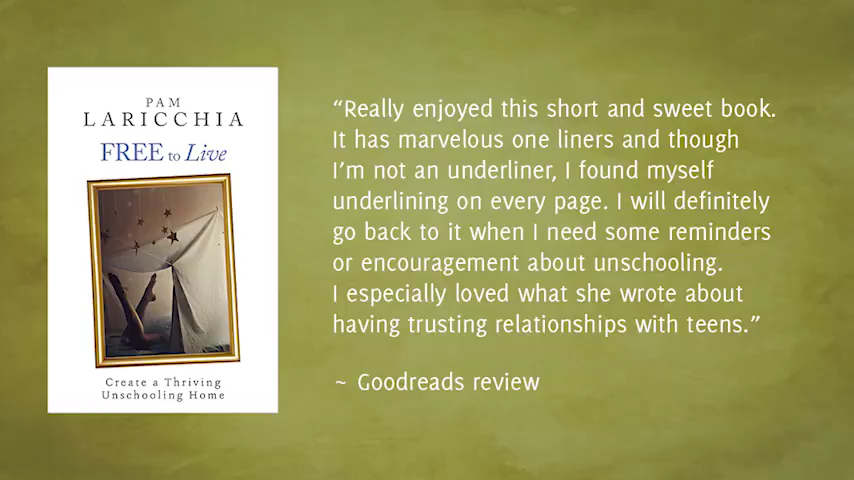 PAM
LARICCHIA
FREE to Live
Create a Thriving
Unschooling Home
“Really enjoyed this short and sweet book.
It has marvelous one liners and though
I’m not an underliner, I found myself
underlining on every page. I will definitely
go back to it when I need some reminders
or encouragement about unschooling.
I especially loved what she wrote about
having trusting relationships with teens.”
~ Goodreads review